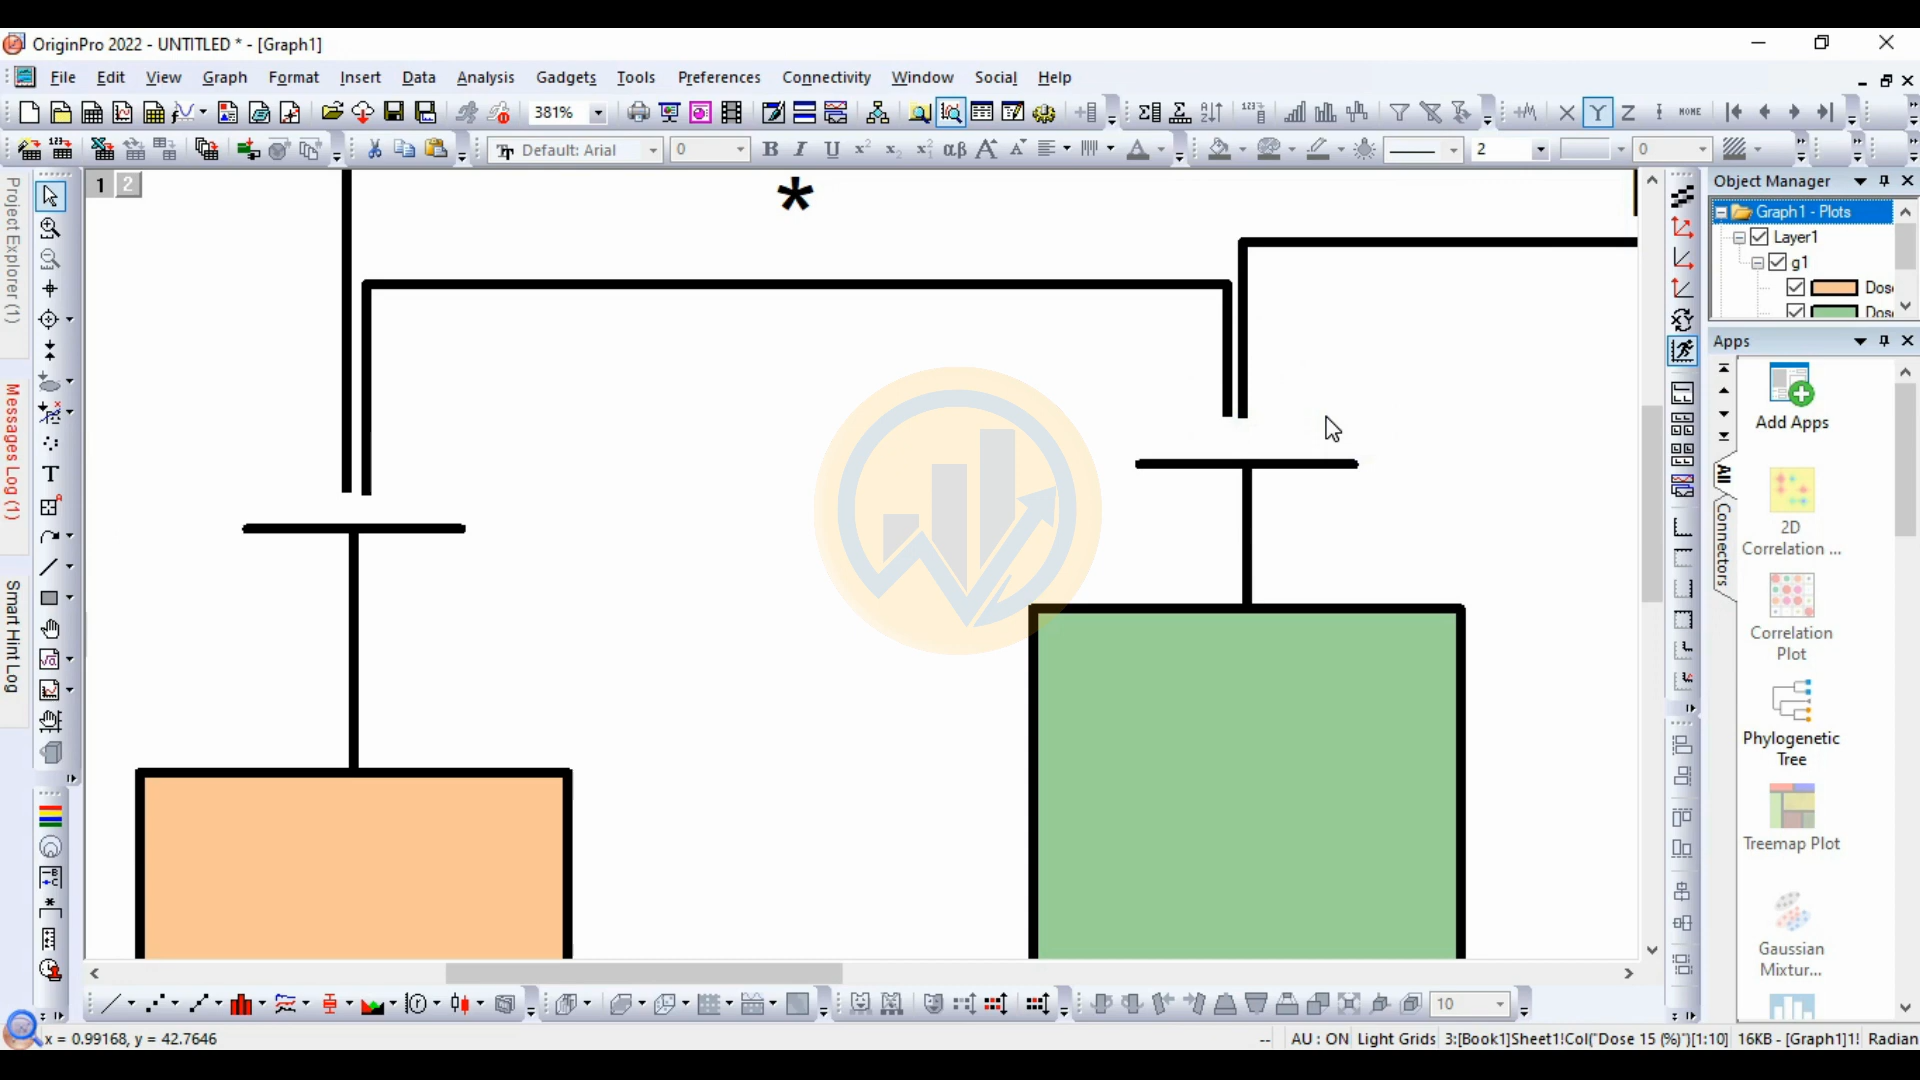 OriginPro 2022 - UNTITLED * - [Graph1]
File Edit View Graph Format Insert Data Analysis Gadgets Tools Preferences Connectivity Window Social Help
381%
Default: Arial 0 B I U αβ A 2 0
1 2
*
Project Explorer (1)
Messages Log (1)
Smart Hint Log
Object Manager
Graph1 - Plots
Layer1
g1
Dos
Dos
Apps
All
Connectors
Add Apps
2D
Correlation ...
Correlation
Plot
Phylogenetic
Tree
Treemap Plot
Gaussian
Mixtur...
10
x = 0.99168, y = 42.7646
-- AU : ON Light Grids 3:[Book1]Sheet1!Col("Dose 15 (%)")[1:10] 16KB - [Graph1]1! Radian